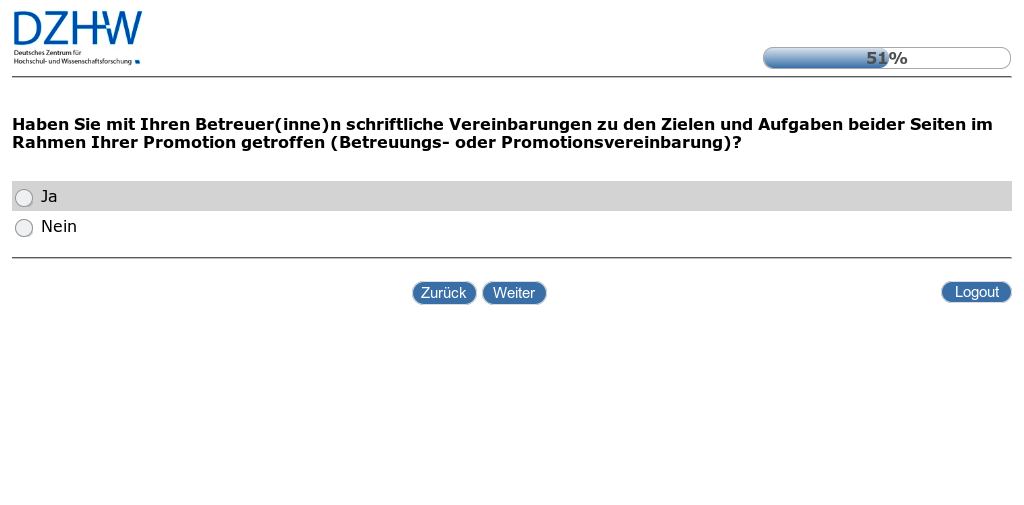 DZHW
Deutsches Zentrum für
Hochschul- und Wissenschaftsforschung
51%
Haben Sie mit Ihren Betreuer(inne)n schriftliche Vereinbarungen zu den Zielen und Aufgaben beider Seiten im
Rahmen Ihrer Promotion getroffen (Betreuungs- oder Promotionsvereinbarung)?
Ja
Nein
Zurück Weiter Logout